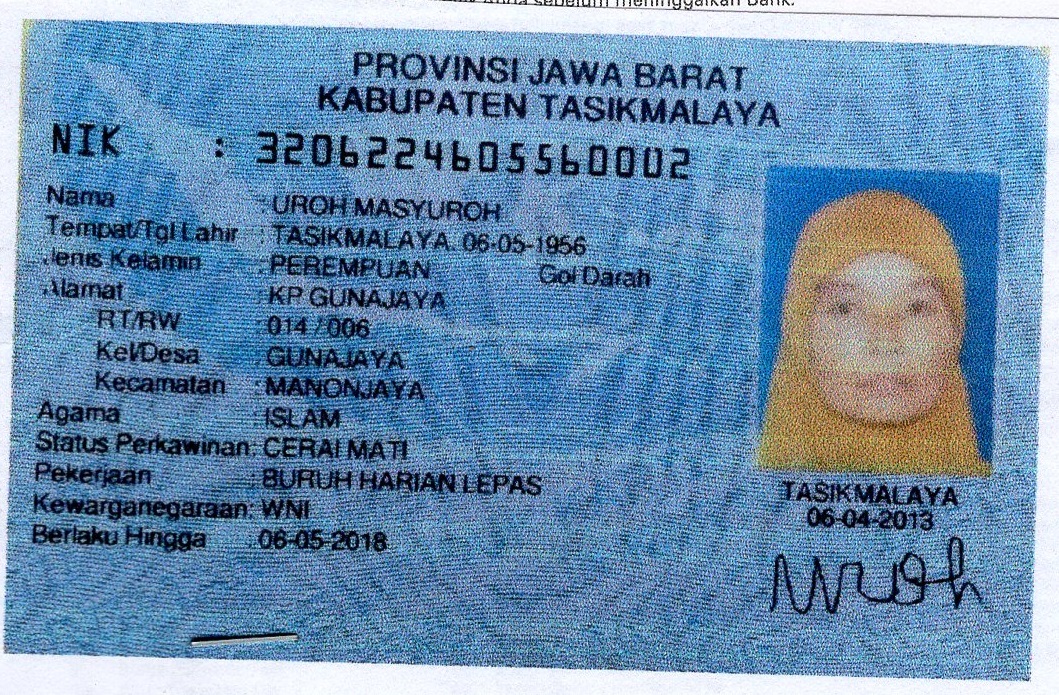 Anda sebelum meninggalkan Bank.
PROVINSI JAWA BARAT
KABUPATEN TASIKMALAYA
NIK : 3206224605560002
Nama : UROH MASYUROH
Tempat/Tgl Lahir : TASIKMALAYA. 06-05-1956
Jenis Kelamin : PEREMPUAN Gol Darah
Alamat : KP GUNAJAYA
RT/RW : 014 / 006
Kel/Desa : GUNAJAYA
Kecamatan : MANONJAYA
Agama : ISLAM
Status Perkawinan: CERAI MATI
Pekerjaan : BURUH HARIAN LEPAS
Kewarganegaraan: WNI
Berlaku Hingga : 06-05-2018
TASIKMALAYA
06-04-2013